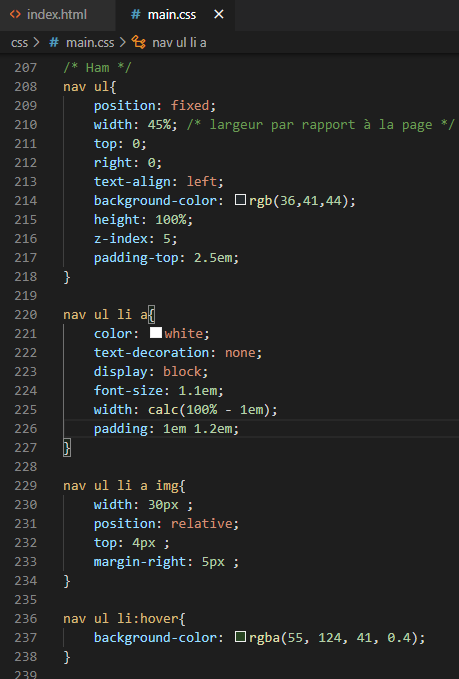 index.html main.css
css > main.css > nav ul li a
207 /* Ham */
208 nav ul{
209 position: fixed;
210 width: 45%; /* largeur par rapport à la page */
211 top: 0;
212 right: 0;
213 text-align: left;
214 background-color: rgb(36,41,44);
215 height: 100%;
216 z-index: 5;
217 padding-top: 2.5em;
218 }
219
220 nav ul li a{
221 color: white;
222 text-decoration: none;
223 display: block;
224 font-size: 1.1em;
225 width: calc(100% - 1em);
226 padding: 1em 1.2em;
227 }
228
229 nav ul li a img{
230 width: 30px ;
231 position: relative;
232 top: 4px ;
233 margin-right: 5px ;
234 }
235
236 nav ul li:hover{
237 background-color: rgba(55, 124, 41, 0.4);
238 }
239